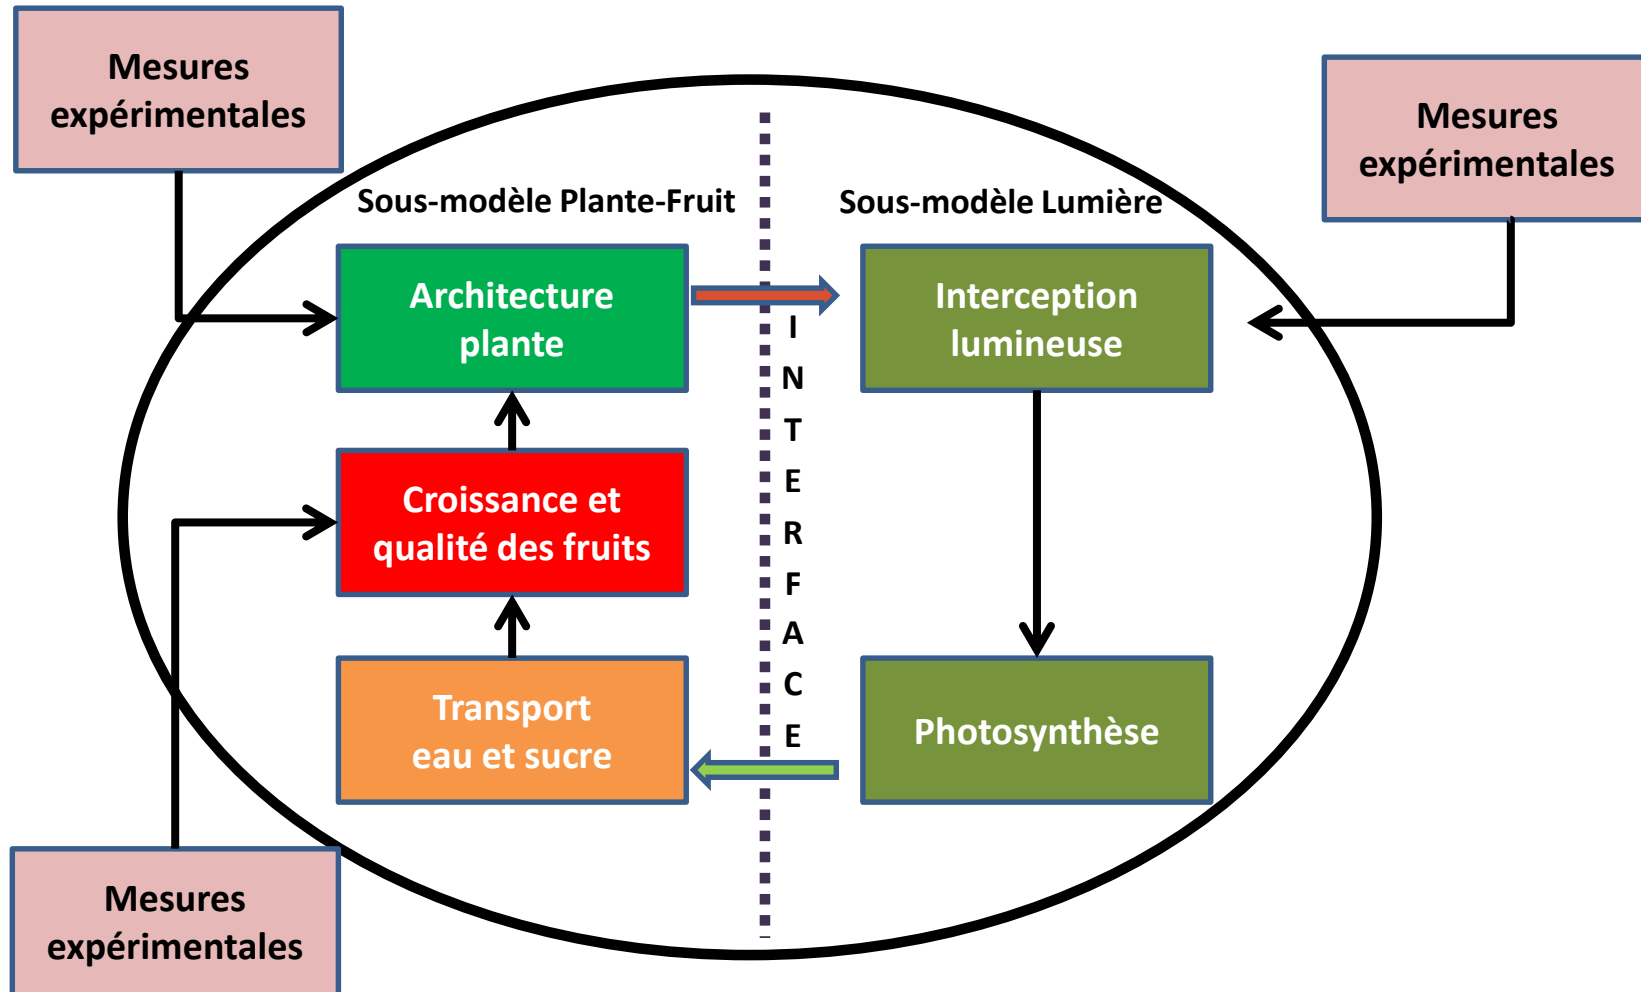 Mesures
expérimentales
Mesures
expérimentales
Sous-modèle Plante-Fruit
Sous-modèle Lumière
Architecture
plante
Interception
lumineuse
INTERFACE
Croissance et
qualité des fruits
Transport
eau et sucre
Photosynthèse
Mesures
expérimentales